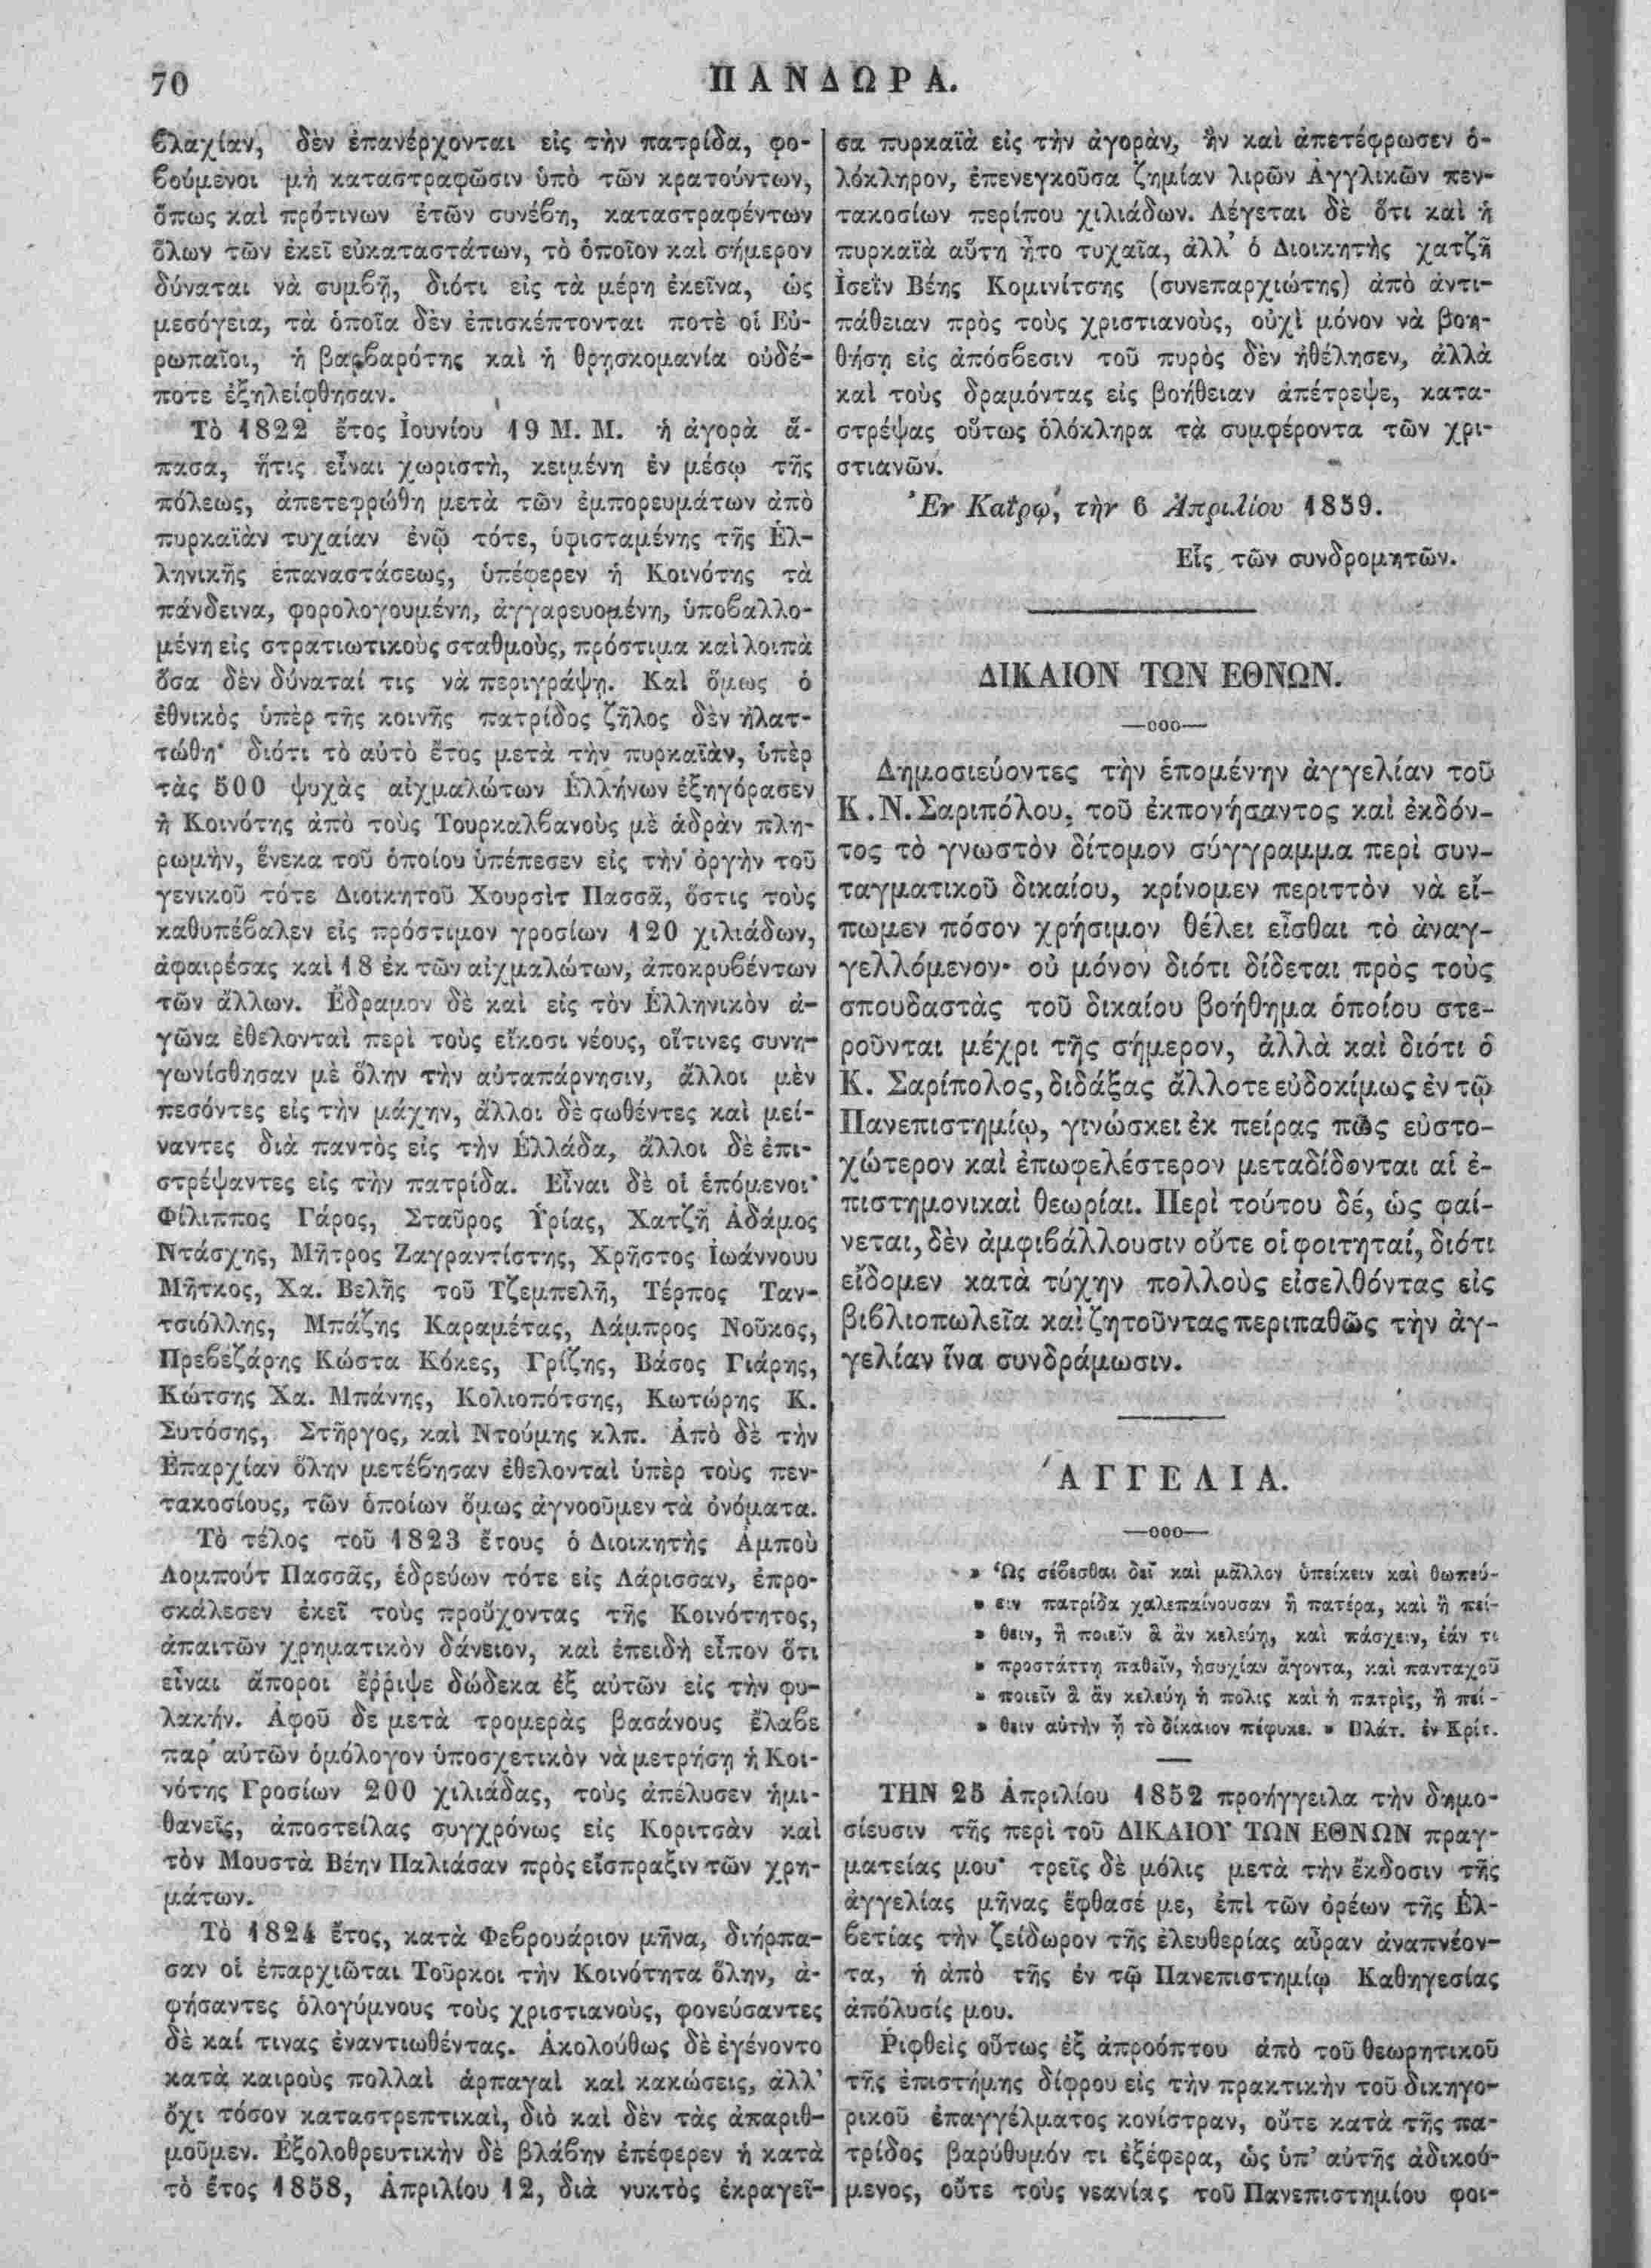 70
ΠΑΝΔΩΡΑ.
βλαχίαν, δὲν ἐπανέρχονται εἰς τὴν πατρίδα, φο-
βούμενοι μὴ καταστραφῶσιν ὑπὸ τῶν κρατούντων,
ὅπως καὶ πρότινων ἐτῶν συνέβη, καταστραφέντων
ὅλων τῶν ἐκεῖ εὐκαταστάτων, τὸ ὁποῖον καὶ σήμερον
δύναται νὰ συμβῇ, διότι εἰς τὰ μέρη ἐκεῖνα, ὡς
μεσόγεια, τὰ ὁποῖα δὲν ἐπισκέπτονται ποτὲ οἱ Εὐ-
ρωπαῖοι, ἡ βαρβαρότης καὶ ἡ θρησκομανία οὐδέ-
ποτε ἐξηλείφθησαν.
Τὸ 1822 ἔτος Ἰουνίου 19 Μ. Μ. ἡ ἀγορὰ ἅ-
πασα, ἥτις εἶναι χωριστὴ, κειμένη ἐν μέσῳ τῆς
πόλεως, ἀπετεφρώθη μετὰ τῶν ἐμπορευμάτων ἀπὸ
πυρκαϊὰν τυχαίαν ἐνῷ τότε, ὑφισταμένης τῆς Ἑλ-
ληνικῆς ἐπαναστάσεως, ὑπέφερεν ἡ Κοινότης τὰ
πάνδεινα, φορολογουμένη, ἀγγαρευομένη, ὑποβαλλο-
μένη εἰς στρατιωτικοὺς σταθμοὺς, πρόστιμα καὶ λοιπὰ
ὅσα δὲν δύναταί τις νὰ περιγράψῃ. Καὶ ὅμως ὁ
ἐθνικὸς ὑπὲρ τῆς κοινῆς πατρίδος ζῆλος δὲν ἠλατ-
τώθη· διότι τὸ αὐτὸ ἔτος μετὰ τὴν πυρκαϊὰν, ὑπὲρ
τὰς 500 ψυχὰς αἰχμαλώτων Ἑλλήνων ἐξηγόρασεν
ἡ Κοινότης ἀπὸ τοὺς Τουρκαλβανοὺς μὲ ἁδρὰν πλη-
ρωμὴν, ἕνεκα τοῦ ὁποίου ὑπέπεσεν εἰς τὴν ὀργὴν τοῦ
γενικοῦ τότε Διοικητοῦ Χουρσὶτ Πασσᾶ, ὅστις τοὺς
καθυπέβαλεν εἰς πρόστιμον γροσίων 120 χιλιάδων,
ἀφαιρέσας καὶ 18 ἐκ τῶν αἰχμαλώτων, ἀποκρυβέντων
τῶν ἄλλων. Ἔδραμον δὲ καὶ εἰς τὸν Ἑλληνικὸν ἀ-
γῶνα ἐθελονταὶ περὶ τοὺς εἴκοσι νέους, οἵτινες συνη-
γωνίσθησαν μὲ ὅλην τὴν αὐταπάρνησιν, ἄλλοι μὲν
πεσόντες εἰς τὴν μάχην, ἄλλοι δὲ σωθέντες καὶ μεί-
ναντες διὰ παντὸς εἰς τὴν Ἑλλάδα, ἄλλοι δὲ ἐπι-
στρέψαντες εἰς τὴν πατρίδα. Εἶναι δὲ οἱ ἑπόμενοι·
Φίλιππος Γάρος, Σταῦρος Ὑρίας, Χατζῆ Ἀδάμος
Ντάσχης, Μῆτρος Ζαγραντίστης, Χρῆστος Ἰωάννουυ
Μῆτκος, Χα. Βελῆς τοῦ Τζεμπελῆ, Τέρπος Ταν-
τσιόλλης, Μπάζης Καραμέτας, Λάμπρος Νοῦκος,
Πρεβεζάρης Κώστα Κόκες, Γρίζης, Βάσος Γιάρης,
Κώτσης Χα. Μπάνης, Κολιοπότσης, Κωτώρης Κ.
Συτόσης, Στῆργος, καὶ Ντούμης κλπ. Ἀπὸ δὲ τὴν
Ἐπαρχίαν ὅλην μετέβησαν ἐθελονταὶ ὑπὲρ τοὺς πεν-
τακοσίους, τῶν ὁποίων ὅμως ἀγνοοῦμεν τὰ ὀνόματα.
Τὸ τέλος τοῦ 1823 ἔτους ὁ Διοικητὴς Ἀμποὺ
Λομποὺτ Πασσᾶς, ἑδρεύων τότε εἰς Λάρισσαν, ἐπρο-
σκάλεσεν ἐκεῖ τοὺς προὔχοντας τῆς Κοινότητος,
ἀπαιτῶν χρηματικὸν δάνειον, καὶ ἐπειδὴ εἶπον ὅτι
εἶναι ἄποροι ἔῤῥιψε δώδεκα ἐξ αὐτῶν εἰς τὴν φυ-
λακήν. Ἀφοῦ δε μετὰ τρομερὰς βασάνους ἔλαβε
παρ' αὐτῶν ὁμόλογον ὑποσχετικὸν νὰ μετρήσῃ ἡ Κοι-
νότης Γροσίων 200 χιλιάδας, τοὺς ἀπέλυσεν ἡμι-
θανεῖς, ἀποστείλας συγχρόνως εἰς Κοριτσὰν καὶ
τὸν Μουστὰ Βέην Παλιάσαν πρὸς εἴσπραξιν τῶν χρη-
μάτων.
Τὸ 1824 ἔτος, κατὰ Φεβρουάριον μῆνα, διήρπα-
σαν οἱ ἐπαρχιῶται Τοῦρκοι τὴν Κοινότητα ὅλην, ἀ-
φήσαντες ὁλογύμνους τοὺς χριστιανοὺς, φονεύσαντες
δὲ καί τινας ἐναντιωθέντας. Ἀκολούθως δὲ ἐγένοντο
κατὰ καιροὺς πολλαὶ ἁρπαγαὶ καὶ κακώσεις, ἀλλ'
ὄχι τόσον καταστρεπτικαὶ, διὸ καὶ δὲν τὰς ἀπαριθ-
μοῦμεν. Ἐξολοθρευτικὴν δὲ βλάβην ἐπέφερεν ἡ κατὰ
τὸ ἔτος 1858, Ἀπριλίου 12, διὰ νυκτὸς ἐκραγεῖ-
σα πυρκαϊὰ εἰς τὴν ἀγορὰν, ἣν καὶ ἀπετέφρωσεν ὁ-
λόκληρον, ἐπενεγκοῦσα ζημίαν λιρῶν Ἀγγλικῶν πεν-
τακοσίων περίπου χιλιάδων. Λέγεται δὲ ὅτι καὶ ἡ
πυρκαϊὰ αὕτη ἦτο τυχαῖα, ἀλλ' ὁ Διοικητὴς χατζῆ
Ἰσεῒν Βέης Κομινίτσης (συνεπαρχιώτης) ἀπὸ ἀντι-
πάθειαν πρὸς τοὺς χριστιανοὺς, οὐχὶ μόνον νὰ βοη-
θήσῃ εἰς ἀπόσβεσιν τοῦ πυρὸς δὲν ἠθέλησεν, ἀλλὰ
καὶ τοὺς δραμόντας εἰς βοήθειαν ἀπέτρεψε, κατα-
στρέψας οὕτως ὁλόκληρα τὰ συμφέροντα τῶν χρι-
στιανῶν.
Ἐν Καΐρῳ, τὴν 6 Ἀπριλίου 1859.
Εἷς τῶν συνδρομητῶν.
ΔΙΚΑΙΟΝ ΤΩΝ ΕΘΝΩΝ.
—ooo—
Δημοσιεύοντες τὴν ἑπομένην ἀγγελίαν τοῦ
Κ. Ν. Σαριπόλου, τοῦ ἐκπονήσαντος καὶ ἐκδόν-
τος τὸ γνωστὸν δίτομον σύγγραμμα περὶ συν-
ταγματικοῦ δικαίου, κρίνομεν περιττὸν νὰ εἴ-
πωμεν πόσον χρήσιμον θέλει εἶσθαι τὸ ἀναγ-
γελλόμενον· οὐ μόνον διότι δίδεται πρὸς τοὺς
σπουδαστὰς τοῦ δικαίου βοήθημα ὁποίου στε-
ροῦνται μέχρι τῆς σήμερον, ἀλλὰ καὶ διότι ὁ
Κ. Σαρίπολος, διδάξας ἄλλοτε εὐδοκίμως ἐν τῷ
Πανεπιστημίῳ, γινώσκει ἐκ πείρας πῶς εὐστο-
χώτερον καὶ ἐπωφελέστερον μεταδίδονται αἱ ἐ-
πιστημονικαὶ θεωρίαι. Περὶ τούτου δέ, ὡς φαί-
νεται, δὲν ἀμφιβάλλουσιν οὔτε οἱ φοιτηταί, διότι
εἴδομεν κατὰ τύχην πολλοὺς εἰσελθόντας εἰς
βιβλιοπωλεῖα καὶ ζητοῦντας περιπαθῶς τὴν ἀγ-
γελίαν ἵνα συνδράμωσιν.
ἈΓΓΕΛΙΑ.
—ooo—
» Ὡς σέβεσθαι δεῖ καὶ μᾶλλον ὑπείκειν καὶ θωπεύ-
» ειν πατρίδα χαλεπαίνουσαν ἢ πατέρα, καὶ ἢ πεί-
» θειν, ἢ ποιεῖν ἃ ἂν κελεύῃ, καὶ πάσχειν, ἐάν τι
» προστάττῃ παθεῖν, ἡσυχίαν ἄγοντα, καὶ πανταχοῦ
» ποιεῖν ἃ ἂν κελεύῃ ἡ πολις καὶ ἡ πατρὶς, ἢ πεί-
» θειν αὐτὴν ᾗ τὸ δίκαιον πέφυκε. » Πλάτ. ἐν Κρίτ.
ΤΗΝ 25 Ἀπριλίου 1852 προήγγειλα τὴν δημο-
σίευσιν τῆς περὶ τοῦ ΔΙΚΑΙΟΥ ΤΩΝ ΕΘΝΩΝ πραγ-
ματείας μου· τρεῖς δὲ μόλις μετὰ τὴν ἔκδοσιν τῆς
ἀγγελίας μῆνας ἔφθασέ με, ἐπὶ τῶν ὀρέων τῆς Ἑλ-
βετίας τὴν ζείδωρον τῆς ἐλευθερίας αὖραν ἀναπνέον-
τα, ἡ ἀπὸ τῆς ἐν τῷ Πανεπιστημίῳ Καθηγεσίας
ἀπόλυσίς μου.
Ῥιφθεὶς οὕτως ἐξ ἀπροόπτου ἀπὸ τοῦ θεωρητικοῦ
τῆς ἐπιστήμης δίφρου εἰς τὴν πρακτικὴν τοῦ δικηγο-
ρικοῦ ἐπαγγέλματος κονίστραν, οὔτε κατὰ τῆς πα-
τρίδος βαρύθυμόν τι ἐξέφερα, ὡς ὑπ' αὐτῆς ἀδικού-
μενος, οὔτε τοὺς νεανίας τοῦ Πανεπιστημίου φοι-